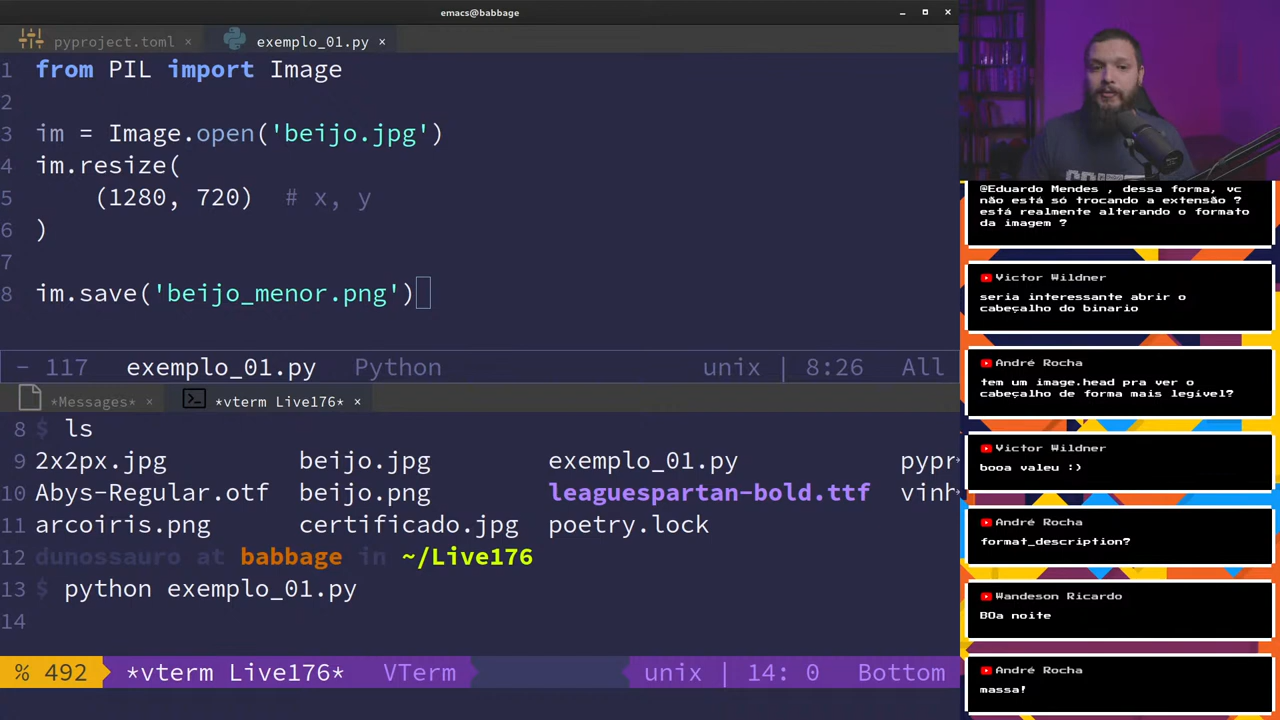 emacs@babbage
pyproject.toml ×
exemplo_01.py ×
1 from PIL import Image
2
3 im = Image.open('beijo.jpg')
4 im.resize(
5     (1280, 720)  # x, y
6 )
7
8 im.save('beijo_menor.png')
- 117 exemplo_01.py Python unix | 8:26 All
*Messages* ×
*vterm Live176* ×
8 $ ls
9 2x2px.jpg beijo.jpg exemplo_01.py pypr
10 Abys-Regular.otf beijo.png leaguespartan-bold.ttf vinh
11 arcoiris.png certificado.jpg poetry.lock
12 dunossauro at babbage in ~/Live176
13 $ python exemplo_01.py
14
% 492 *vterm Live176* VTerm unix | 14: 0 Bottom
@Eduardo Mendes , dessa forma, vc
não está só trocando a extensão ?
está realmente alterando o formato
da imagem ?
Victor Wildner
seria interessante abrir o
cabeçalho do binario
André Rocha
tem um image.head pra ver o
cabeçalho de forma mais legível?
Victor Wildner
booa valeu :)
André Rocha
format_description?
Wandeson Ricardo
BOa noite
André Rocha
massa!